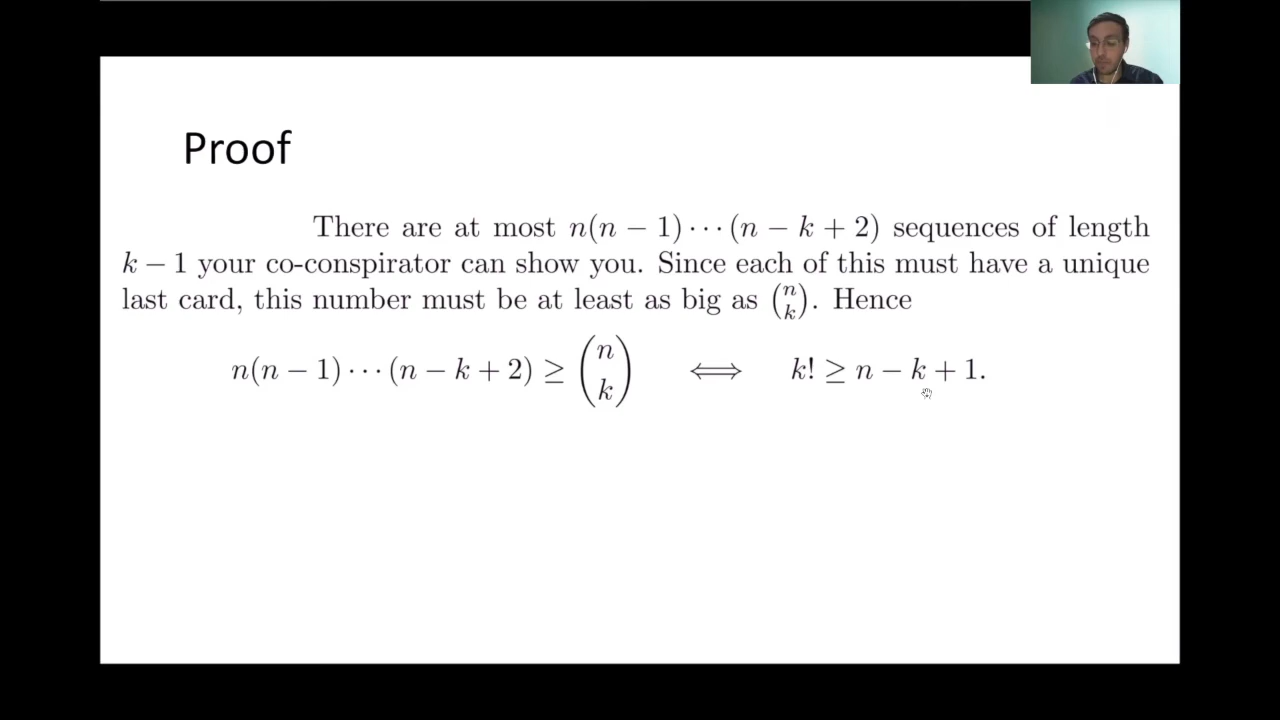 Proof
There are at most n(n − 1) · · · (n − k + 2) sequences of length
k − 1 your co-conspirator can show you. Since each of this must have a unique
last card, this number must be at least as big as \binom{n}{k}. Hence
n(n − 1) · · · (n − k + 2) ≥ \binom{n}{k} ⟺ k! ≥ n − k + 1.